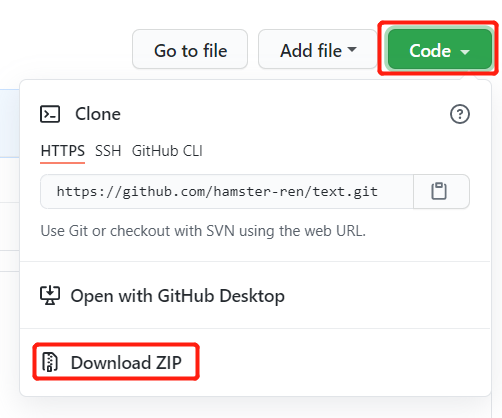 Go to file Add file Code
Clone
HTTPS SSH GitHub CLI
https://github.com/hamster-ren/text.git
Use Git or checkout with SVN using the web URL.
Open with GitHub Desktop
Download ZIP